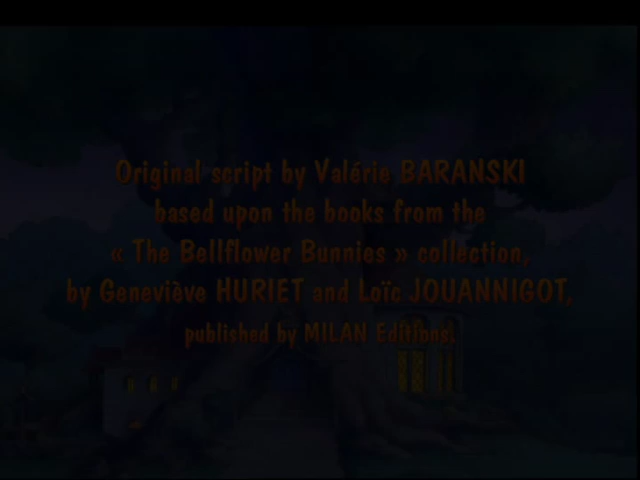 Original script by Valérie BARANSKI
based upon the books from the
« The Bellflower Bunnies » collection,
by Geneviève HURIET and Loïc JOUANNIGOT,
published by MILAN Editions.